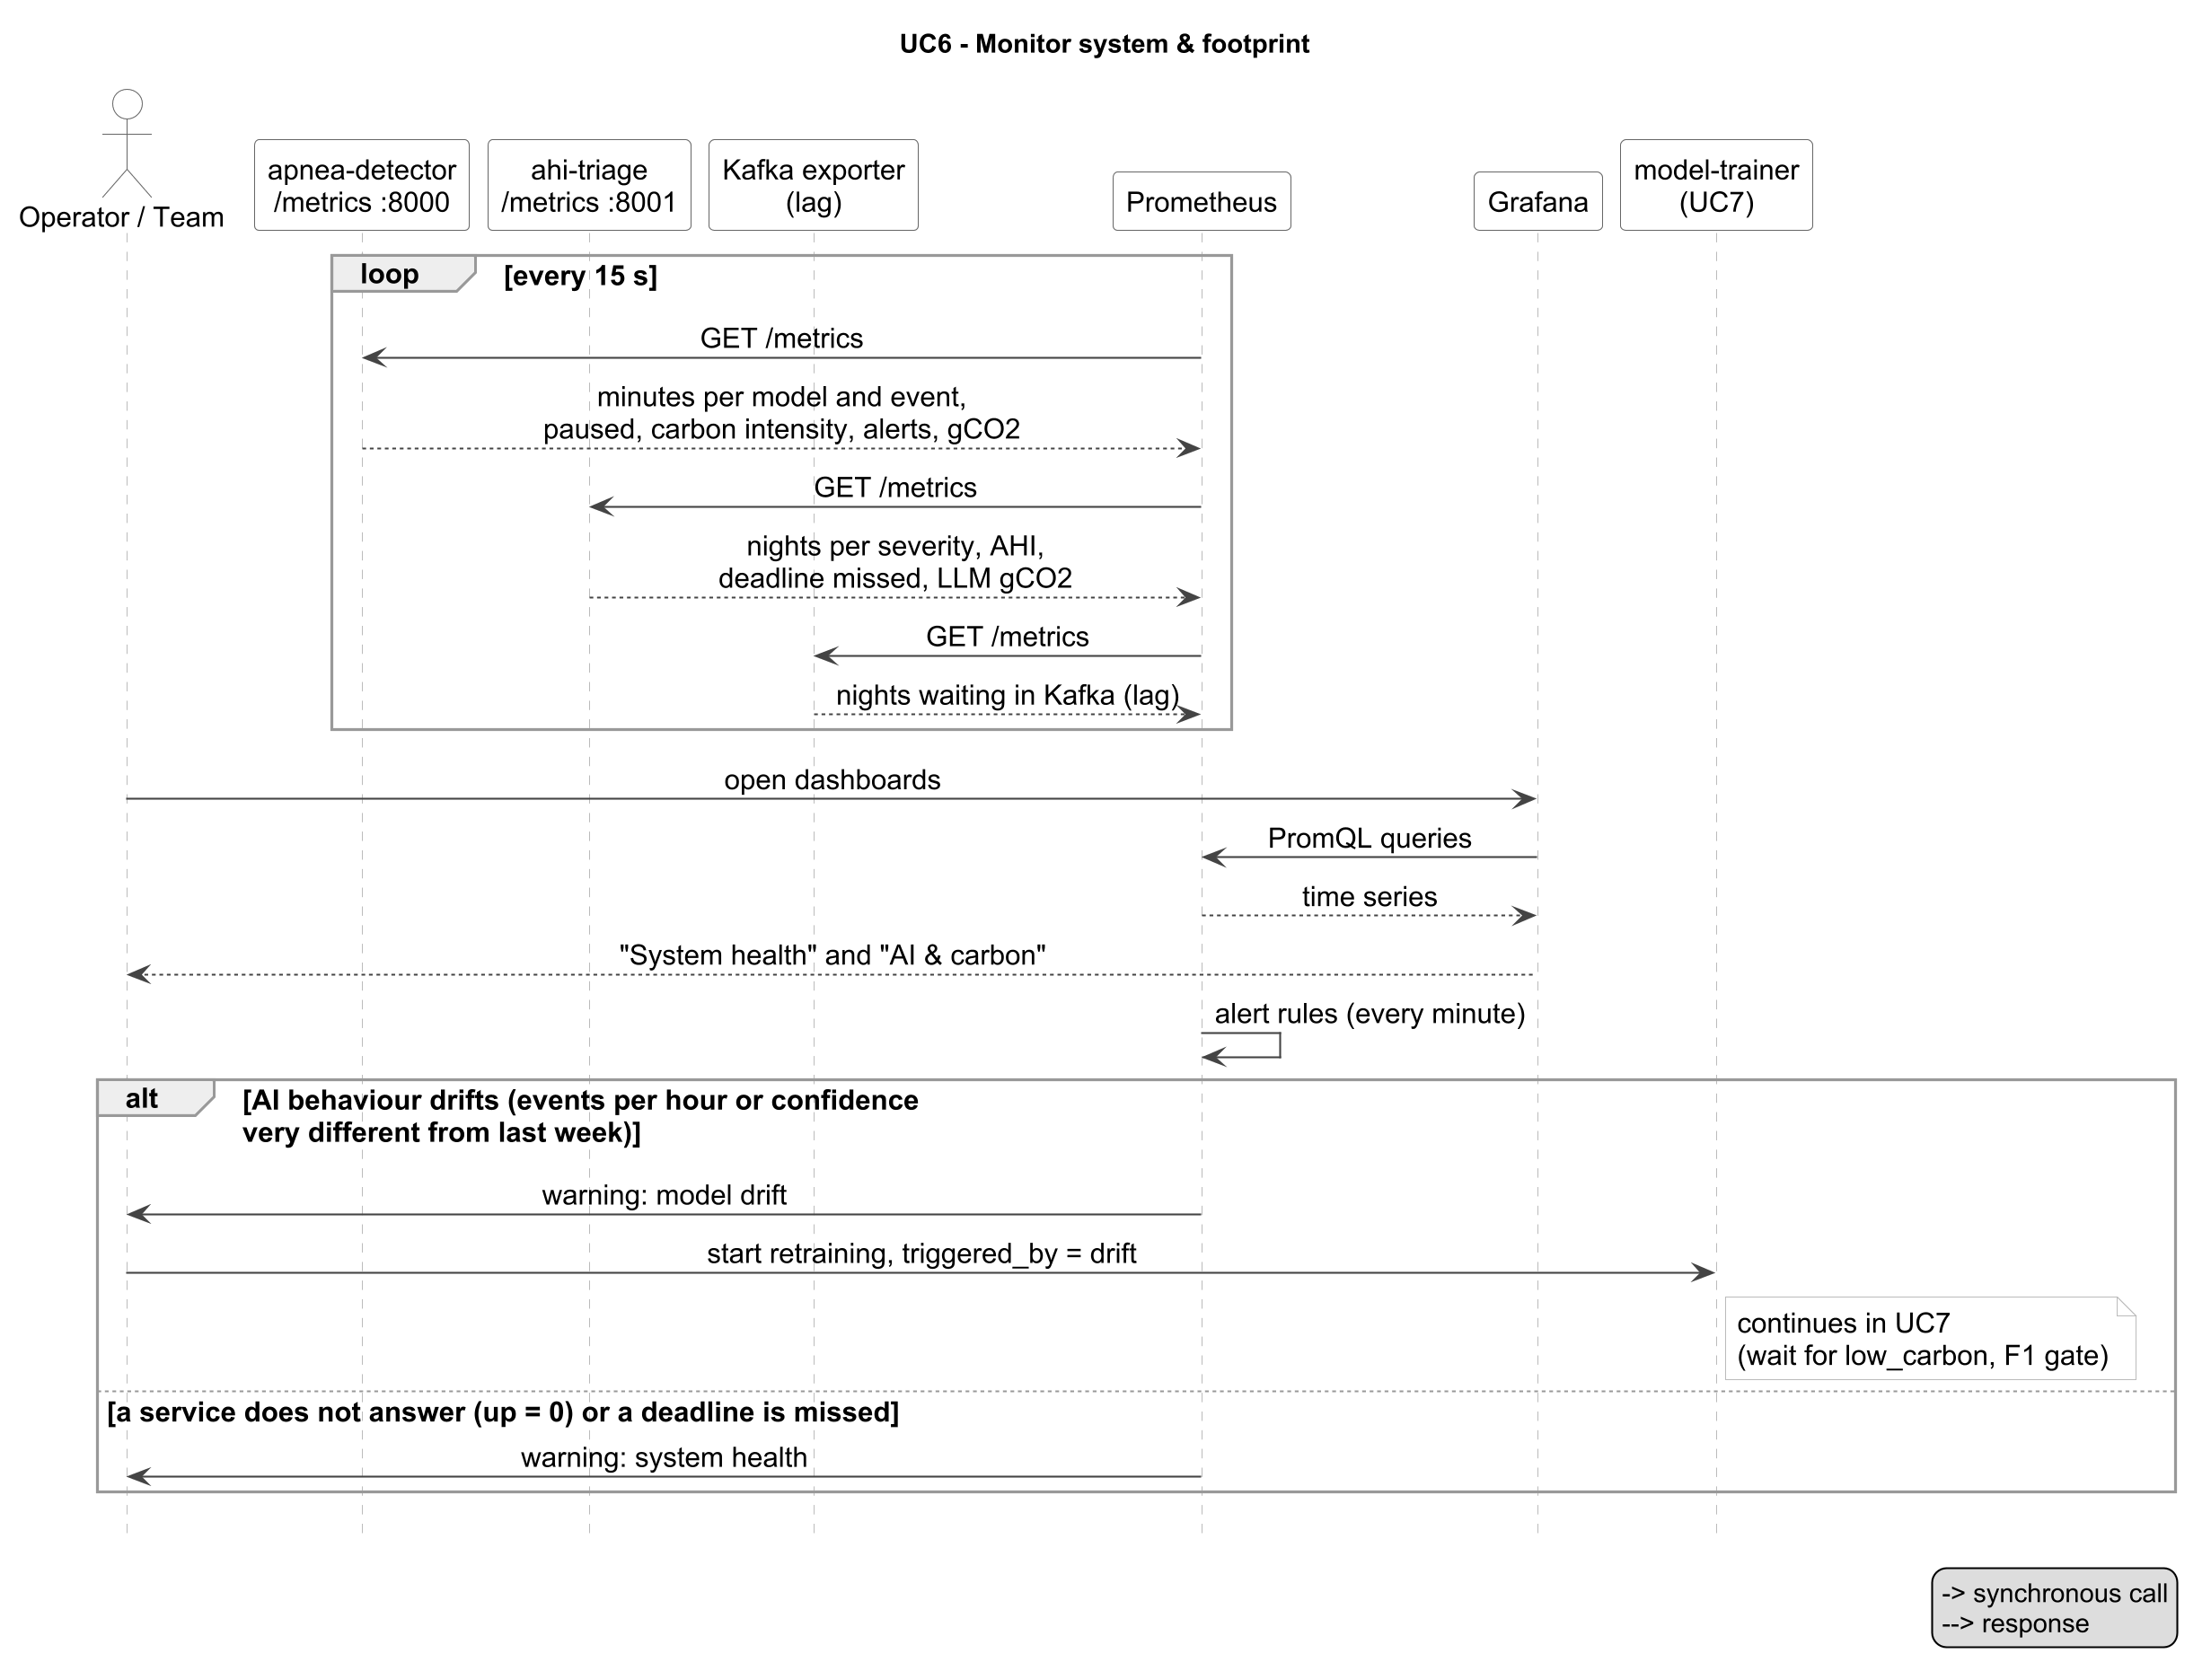 UC6 - Monitor system & footprint
Operator / Team
apnea-detector
/metrics :8000
ahi-triage
/metrics :8001
Kafka exporter
(lag)
Prometheus
Grafana
model-trainer
(UC7)
loop
[every 15 s]
GET /metrics
minutes per model and event,
paused, carbon intensity, alerts, gCO2
GET /metrics
nights per severity, AHI,
deadline missed, LLM gCO2
GET /metrics
nights waiting in Kafka (lag)
open dashboards
PromQL queries
time series
"System health" and "AI & carbon"
alert rules (every minute)
alt
[AI behaviour drifts (events per hour or confidence
very different from last week)]
warning: model drift
start retraining, triggered_by = drift
continues in UC7
(wait for low_carbon, F1 gate)
[a service does not answer (up = 0) or a deadline is missed]
warning: system health
-> synchronous call
--> response